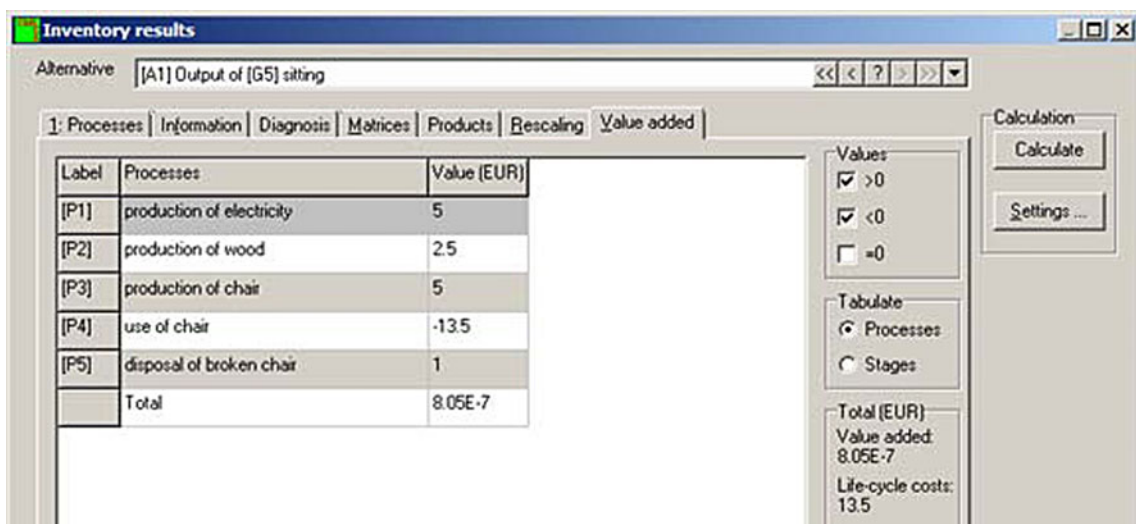 Inventory results
Alternative [A1] Output of [G5] sitting << < ? > >>
1: Processes Information Diagnosis Matrices Products Rescaling Value added
Label Processes Value (EUR)
[P1] production of electricity 5
[P2] production of wood 2.5
[P3] production of chair 5
[P4] use of chair -13.5
[P5] disposal of broken chair 1
Total 8.05E-7
Values
>0
<0
=0
Tabulate
Processes
Stages
Total (EUR)
Value added:
8.05E-7
Life-cycle costs:
13.5
Calculation
Calculate
Settings ...